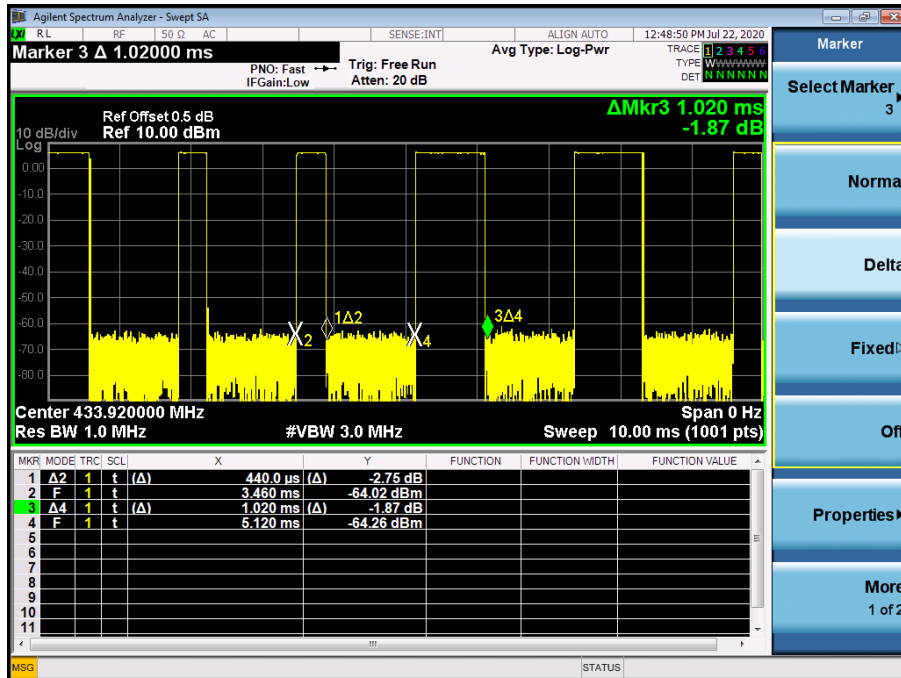 Agilent Spectrum Analyzer - Swept SA
LXI RL RF 50 Ω AC SENSE:INT ALIGN AUTO 12:48:50 PM Jul 22, 2020
Marker 3 Δ 1.02000 ms
PNO: Fast
IFGain:Low
Trig: Free Run
Atten: 20 dB
Avg Type: Log-Pwr
TRACE 1 2 3 4 5 6
TYPE WWWWWW
DET N N N N N N
ΔMkr3 1.020 ms
-1.87 dB
Ref Offset 0.5 dB
10 dB/div Ref 10.00 dBm
Log
0.00
-10.0
-20.0
-30.0
-40.0
-50.0
-60.0
-70.0
-80.0
2
1Δ2
4
3Δ4
Center 433.920000 MHz Span 0 Hz
Res BW 1.0 MHz #VBW 3.0 MHz Sweep 10.00 ms (1001 pts)
MKR MODE TRC SCL X Y FUNCTION FUNCTION WIDTH FUNCTION VALUE
1 Δ2 1 t (Δ) 440.0 µs (Δ) -2.75 dB
2 F 1 t 3.460 ms -64.02 dBm
3 Δ4 1 t (Δ) 1.020 ms (Δ) -1.87 dB
4 F 1 t 5.120 ms -64.26 dBm
5
6
7
8
9
10
11
MSG STATUS
Marker
Select Marker
3
Norma
Delta
Fixed
Of
Properties
More
1 of 2